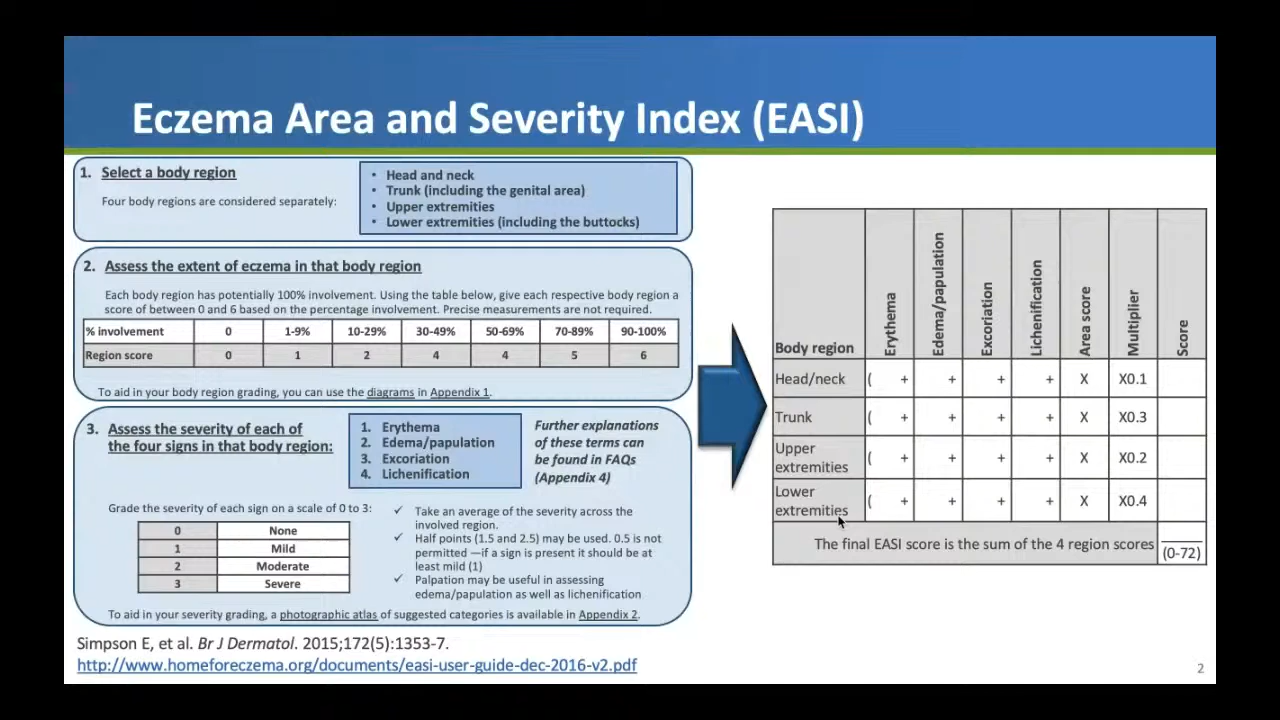 Eczema Area and Severity Index (EASI)
1. Select a body region
Four body regions are considered separately:
• Head and neck
• Trunk (including the genital area)
• Upper extremities
• Lower extremities (including the buttocks)
2. Assess the extent of eczema in that body region
Each body region has potentially 100% involvement. Using the table below, give each respective body region a
score of between 0 and 6 based on the percentage involvement. Precise measurements are not required.
% involvement 0 1-9% 10-29% 30-49% 50-69% 70-89% 90-100%
Region score 0 1 2 4 4 5 6
To aid in your body region grading, you can use the diagrams in Appendix 1.
3. Assess the severity of each of
the four signs in that body region:
1. Erythema
2. Edema/papulation
3. Excoriation
4. Lichenification
Further explanations
of these terms can
be found in FAQs
(Appendix 4)
Grade the severity of each sign on a scale of 0 to 3:
0 None
1 Mild
2 Moderate
3 Severe
✓ Take an average of the severity across the
involved region.
✓ Half points (1.5 and 2.5) may be used. 0.5 is not
permitted —if a sign is present it should be at
least mild (1)
✓ Palpation may be useful in assessing
edema/papulation as well as lichenification
To aid in your severity grading, a photographic atlas of suggested categories is available in Appendix 2.
Body region Erythema Edema/papulation Excoriation Lichenification Area score Multiplier Score
Head/neck ( + + + + X X0.1
Trunk ( + + + + X X0.3
Upper
extremities ( + + + + X X0.2
Lower
extremities ( + + + + X X0.4
The final EASI score is the sum of the 4 region scores (0-72)
Simpson E, et al. Br J Dermatol. 2015;172(5):1353-7.
http://www.homeforeczema.org/documents/easi-user-guide-dec-2016-v2.pdf
2